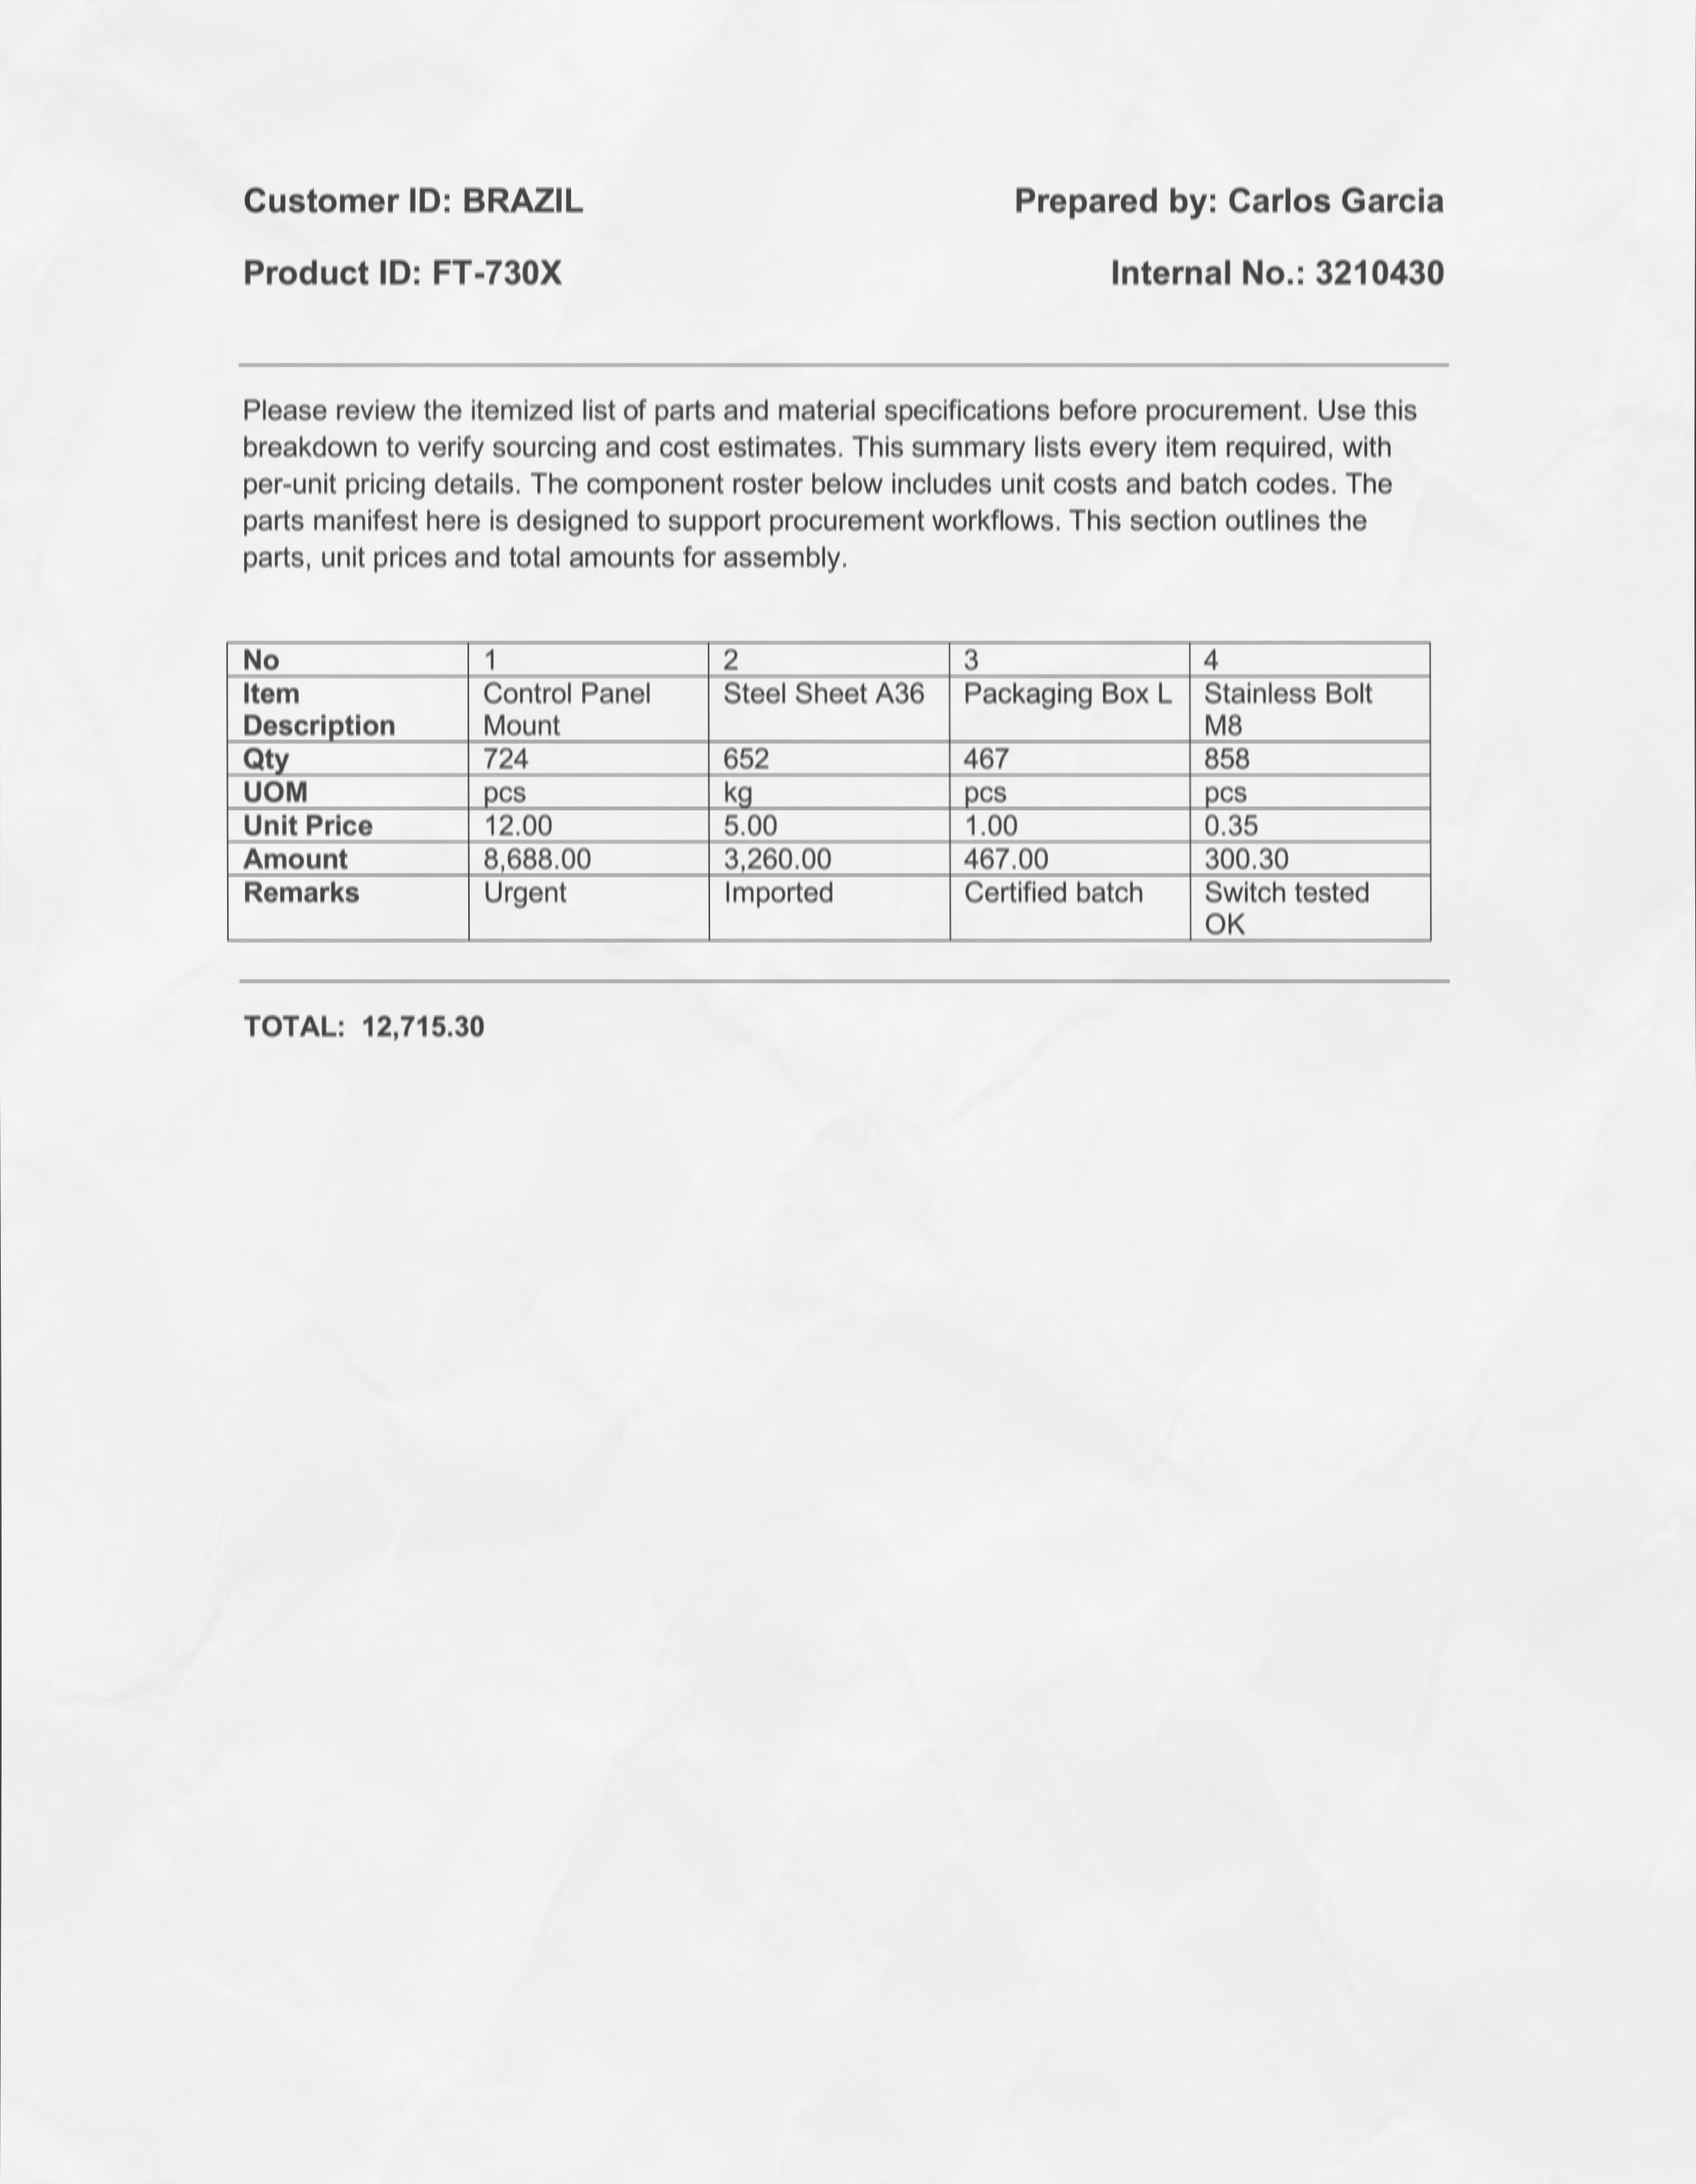 Customer ID: BRAZIL Prepared by: Carlos Garcia
Product ID: FT-730X Internal No.: 3210430
Please review the itemized list of parts and material specifications before procurement. Use this
breakdown to verify sourcing and cost estimates. This summary lists every item required, with
per-unit pricing details. The component roster below includes unit costs and batch codes. The
parts manifest here is designed to support procurement workflows. This section outlines the
parts, unit prices and total amounts for assembly.
No 1 2 3 4
Item Control Panel Steel Sheet A36 Packaging Box L Stainless Bolt
Description Mount M8
Qty 724 652 467 858
UOM pcs kg pcs pcs
Unit Price 12.00 5.00 1.00 0.35
Amount 8,688.00 3,260.00 467.00 300.30
Remarks Urgent Imported Certified batch Switch tested
OK
TOTAL: 12,715.30